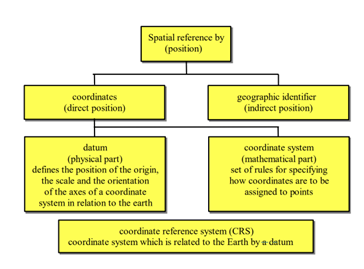 Spatial reference by
(position)
coordinates
(direct position)
geographic identifier
(indirect position)
datum
(physical part)
defines the position of the origin,
the scale and the orientation
of the axes of a coordinate
system in relation to the earth
coordinate system
(mathematical part)
set of rules for specifying
how coordinates are to be
assigned to points
coordinate reference system (CRS)
coordinate system which is related to the Earth by a datum